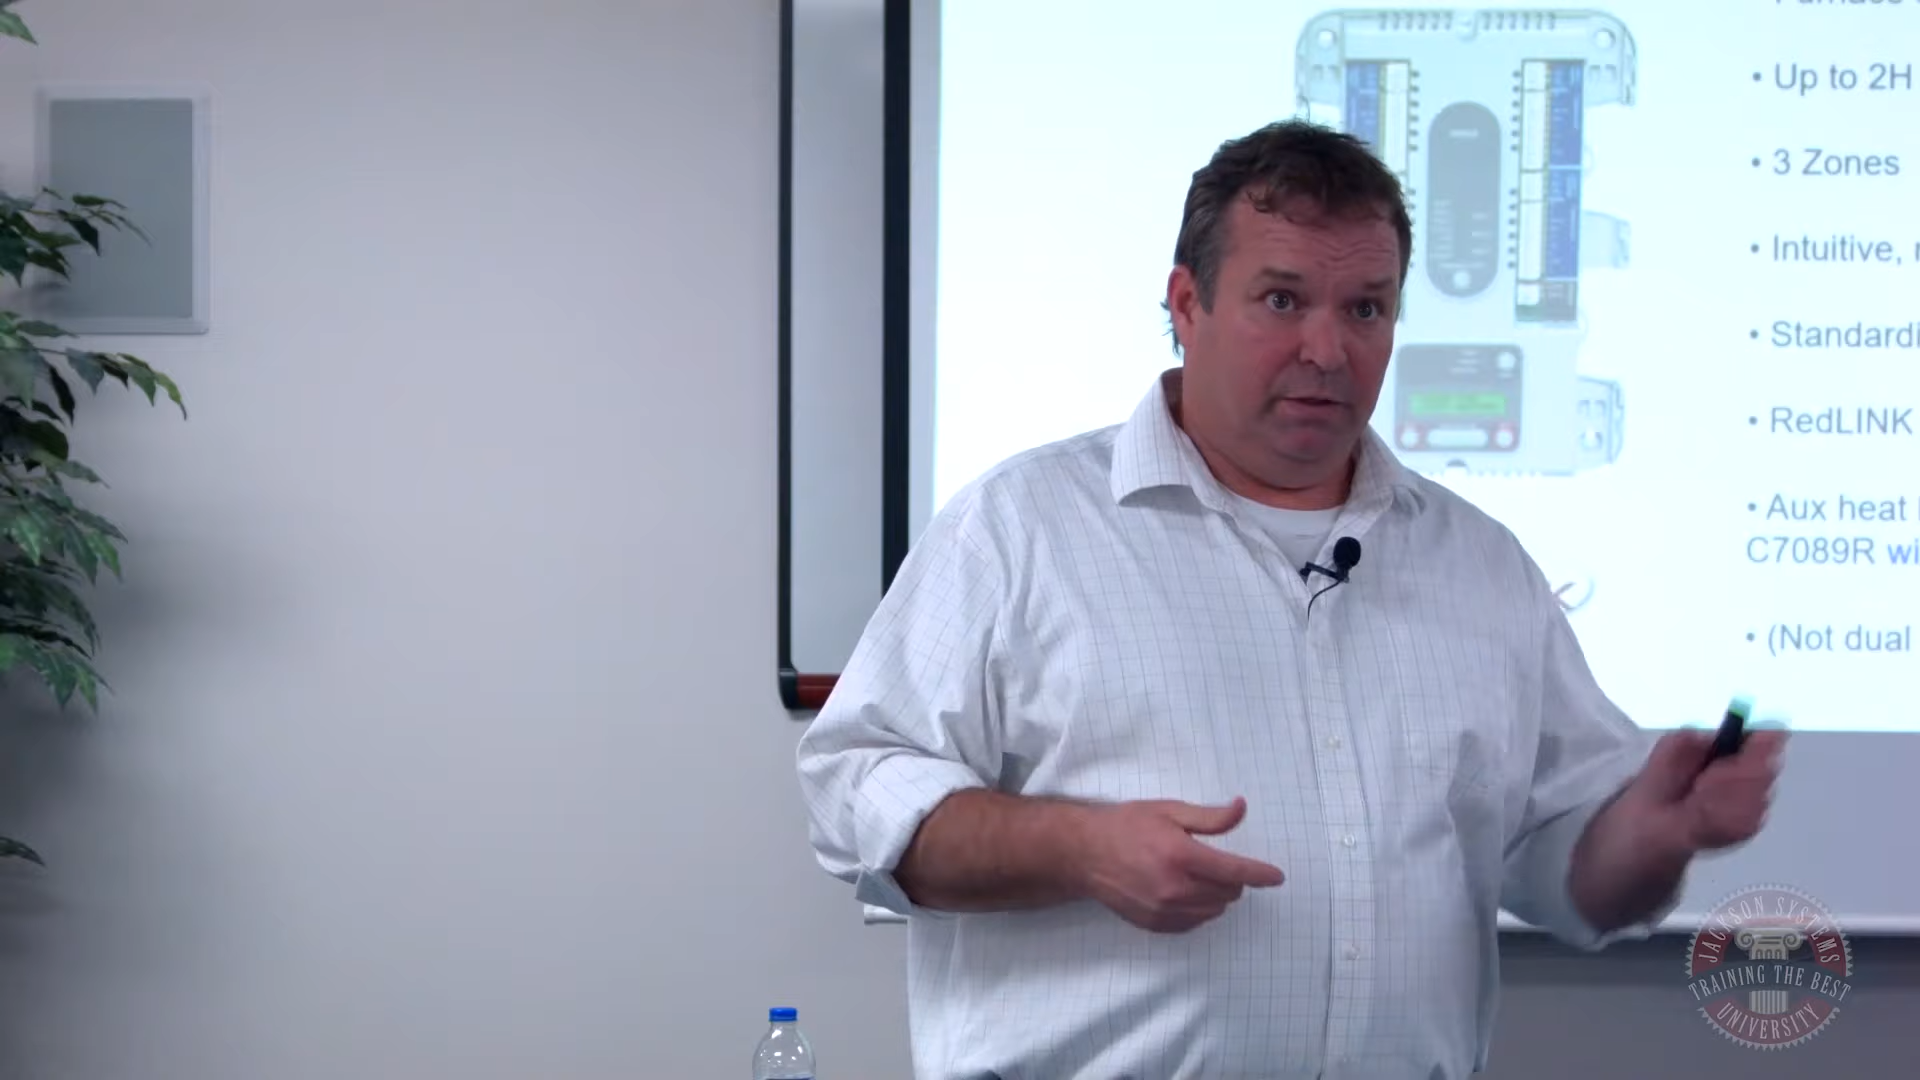 • Up to 2H
• 3 Zones
• Intuitive,
• Standardi
• RedLINK
• Aux heat
C7089R wi
• (Not dual
JACKSON SYSTEMS
TRAINING THE BEST
UNIVERSITY